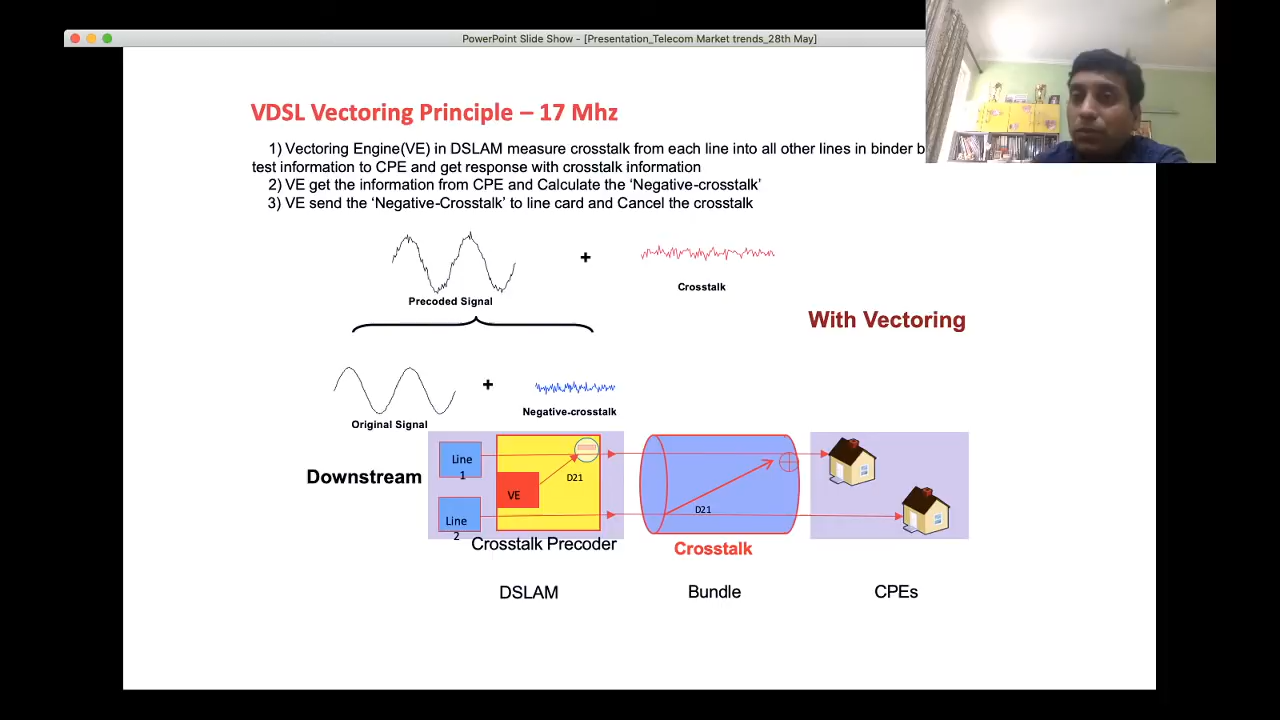 PowerPoint Slide Show - [Presentation_Telecom Market trends_28th May]
VDSL Vectoring Principle – 17 Mhz
1) Vectoring Engine(VE) in DSLAM measure crosstalk from each line into all other lines in binder
test information to CPE and get response with crosstalk information
2) VE get the information from CPE and Calculate the ‘Negative-crosstalk’
3) VE send the ‘Negative-Crosstalk’ to line card and Cancel the crosstalk
+
Precoded Signal
Crosstalk
With Vectoring
+
Original Signal
Negative-crosstalk
Downstream
Line
1
VE
D21
Line
2
D21
Crosstalk Precoder
Crosstalk
DSLAM
Bundle
CPEs